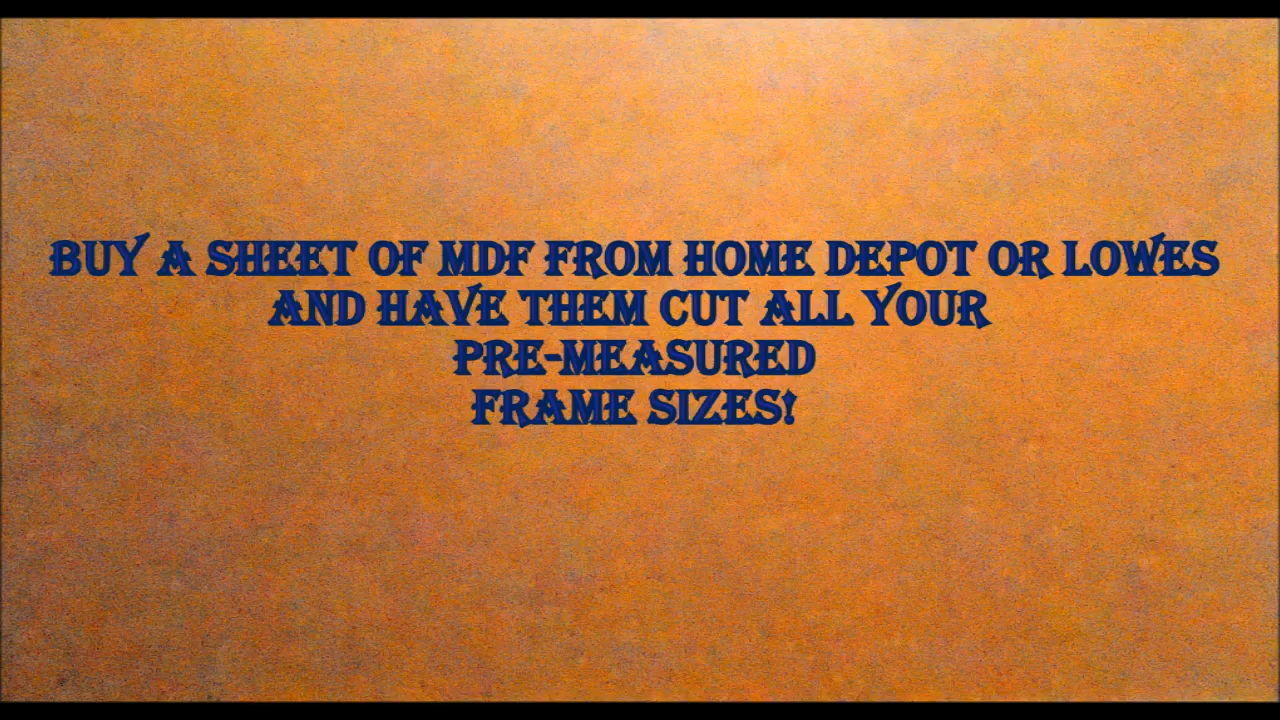 BUY A SHEET OF MDF FROM HOME DEPOT OR LOWES
AND HAVE THEM CUT ALL YOUR
PRE-MEASURED
FRAME SIZES!